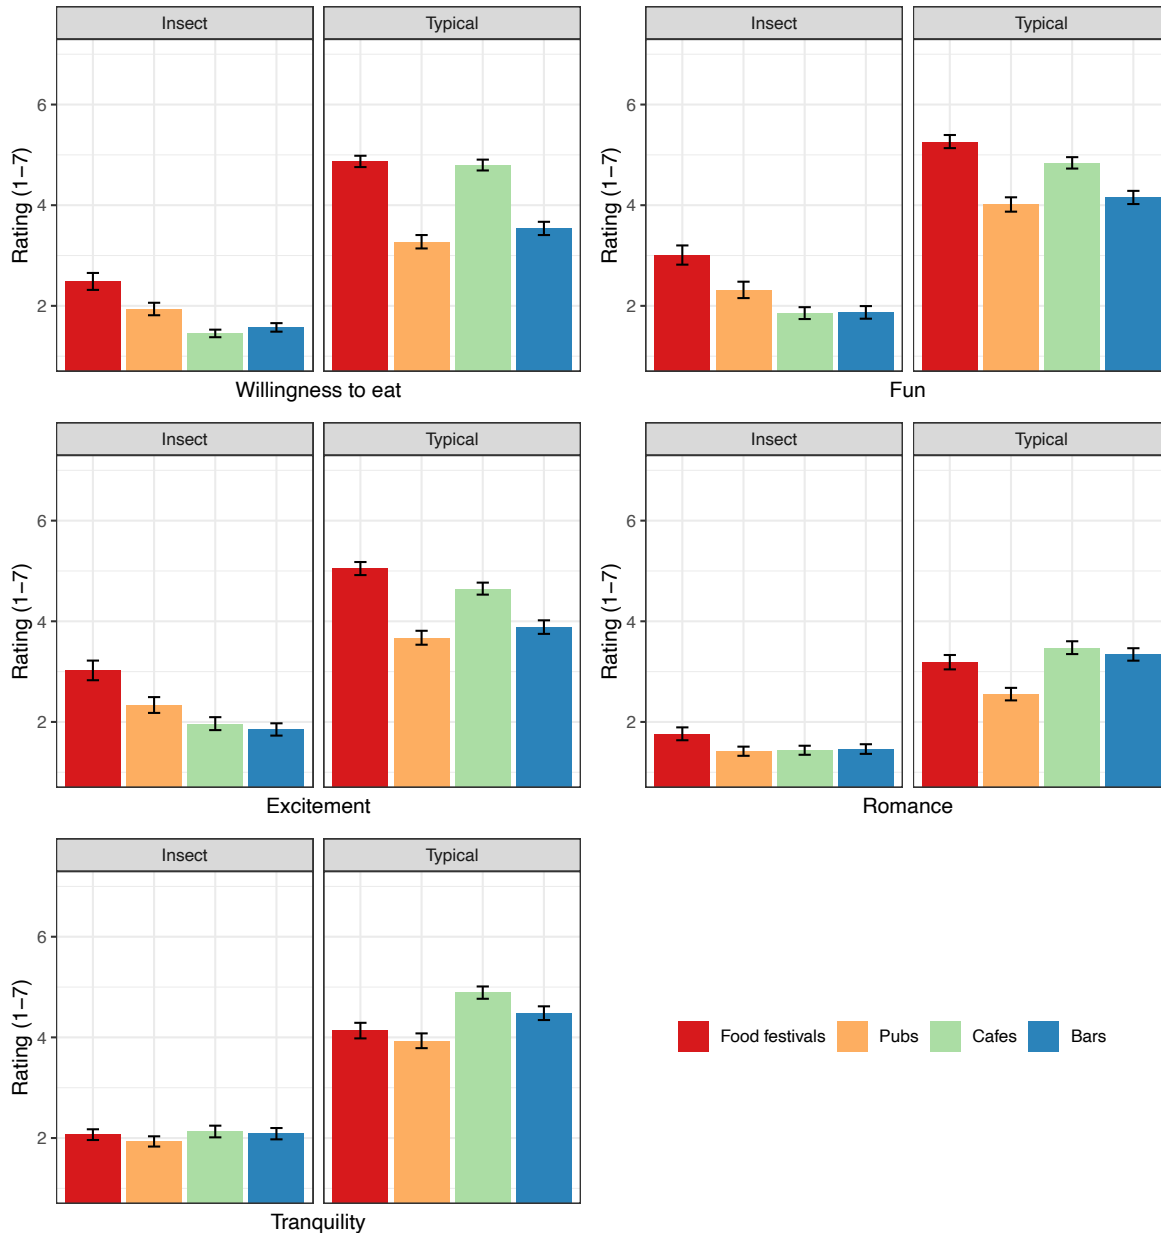 Insect Typical
Rating (1−7)
6
4
2
Willingness to eat
Insect Typical
Rating (1−7)
6
4
2
Fun
Insect Typical
Rating (1−7)
6
4
2
Excitement
Insect Typical
Rating (1−7)
6
4
2
Romance
Insect Typical
Rating (1−7)
6
4
2
Tranquility
Food festivals Pubs Cafes Bars